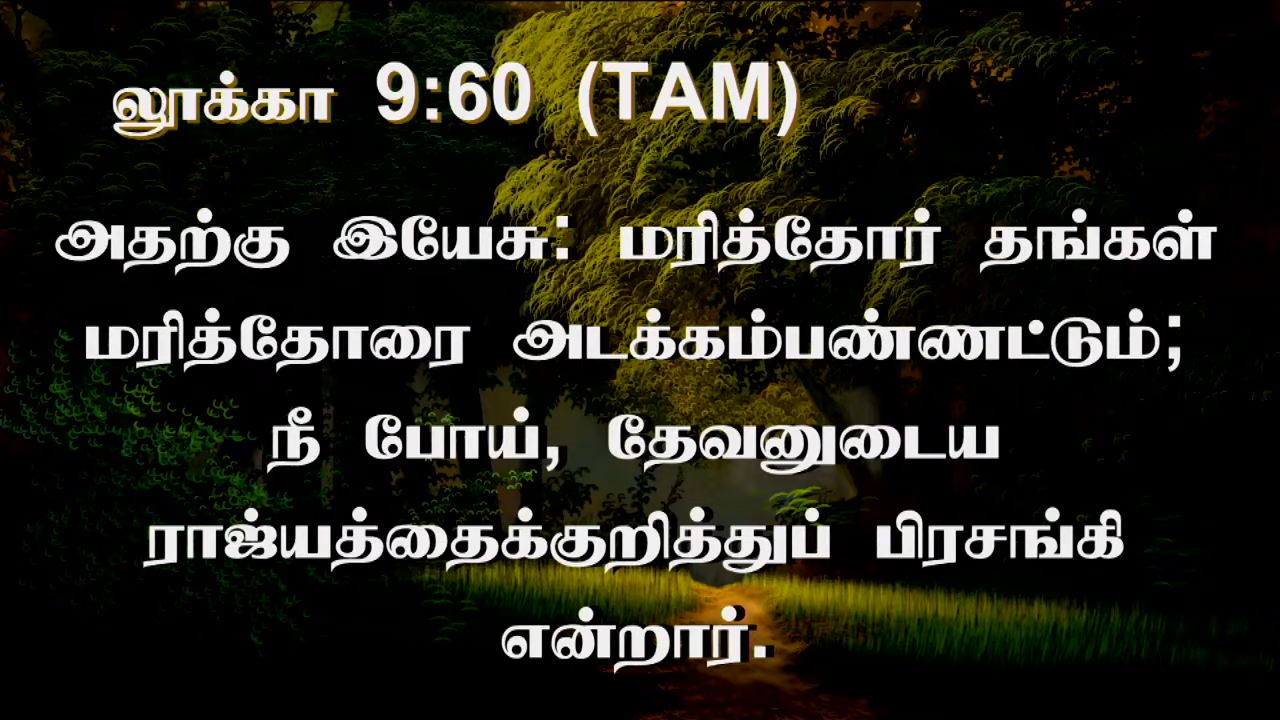 லூக்கா 9:60 (TAM)
அதற்கு இயேசு: மரித்தோர் தங்கள்
மரித்தோரை அடக்கம்பண்ணட்டும்;
நீ போய், தேவனுடைய
ராஜ்யத்தைக்குறித்துப் பிரசங்கி
என்றார்.